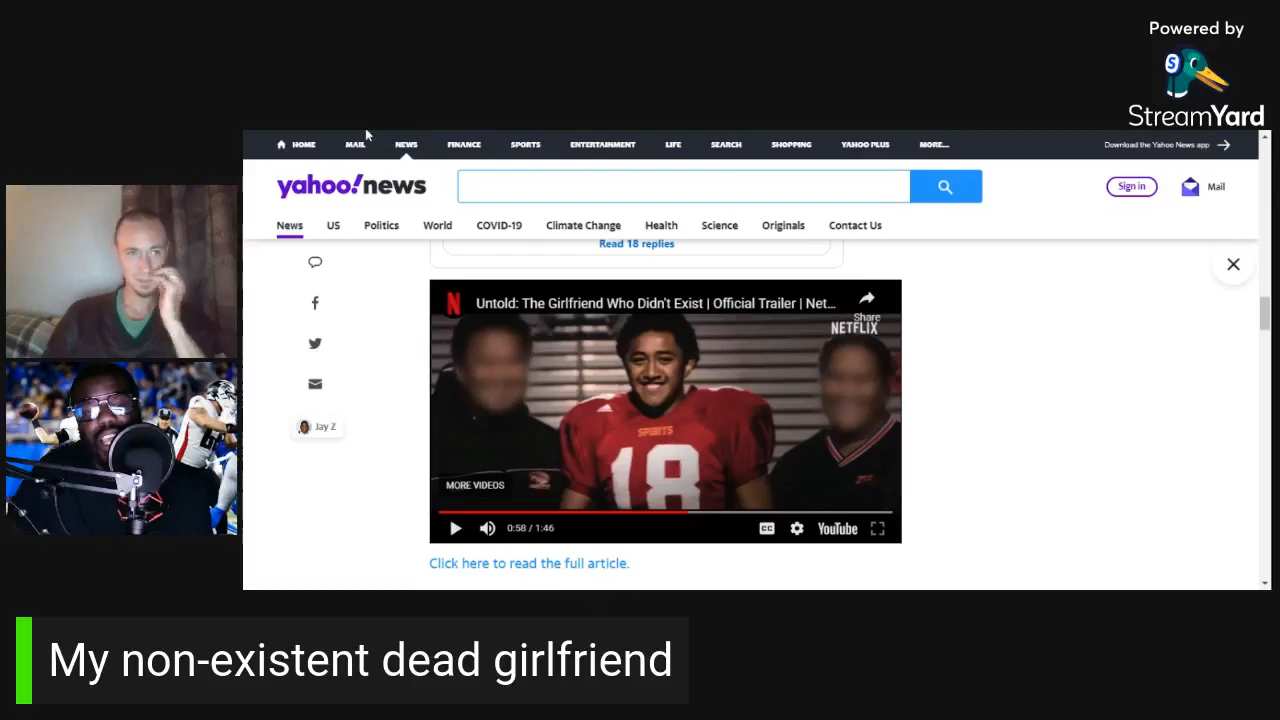 Powered by
StreamYard
HOME MAIL NEWS FINANCE SPORTS ENTERTAINMENT LIFE SEARCH SHOPPING YAHOO PLUS MORE... Download the Yahoo News app
yahoo!news
Sign in
Mail
News US Politics World COVID-19 Climate Change Health Science Originals Contact Us
Read 18 replies
N Untold: The Girlfriend Who Didn't Exist | Official Trailer | Net...
Share
NETFLIX
SPORTS
18
MORE VIDEOS
0:58 / 1:46 CC YouTube
Jay Z
Click here to read the full article.
My non-existent dead girlfriend